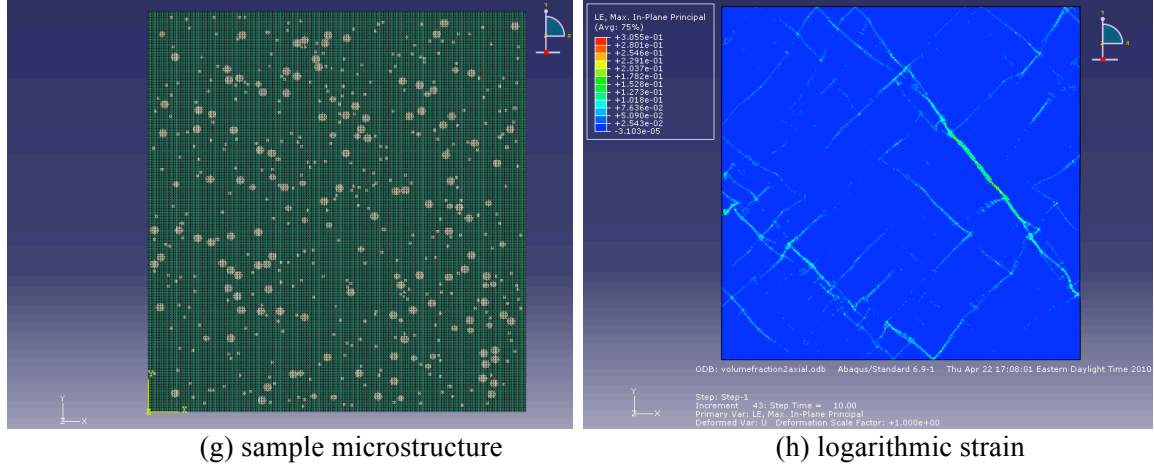 Y
X
Y
Z
X
Y
Z
X
LE, Max. In-Plane Principal
(Avg: 75%)
+3.055e-01
+2.801e-01
+2.546e-01
+2.291e-01
+2.037e-01
+1.782e-01
+1.528e-01
+1.273e-01
+1.018e-01
+7.636e-02
+5.090e-02
+2.543e-02
-3.103e-05
ODB: volumefraction2axial.odb Abaqus/Standard 6.9-1 Thu Apr 22 17:08:01 Eastern Daylight Time 2010
Y
Z
X
Step: Step-1
Increment 43: Step Time = 10.00
Primary Var: LE, Max. In-Plane Principal
Deformed Var: U Deformation Scale Factor: +1.000e+00
(g) sample microstructure
(h) logarithmic strain